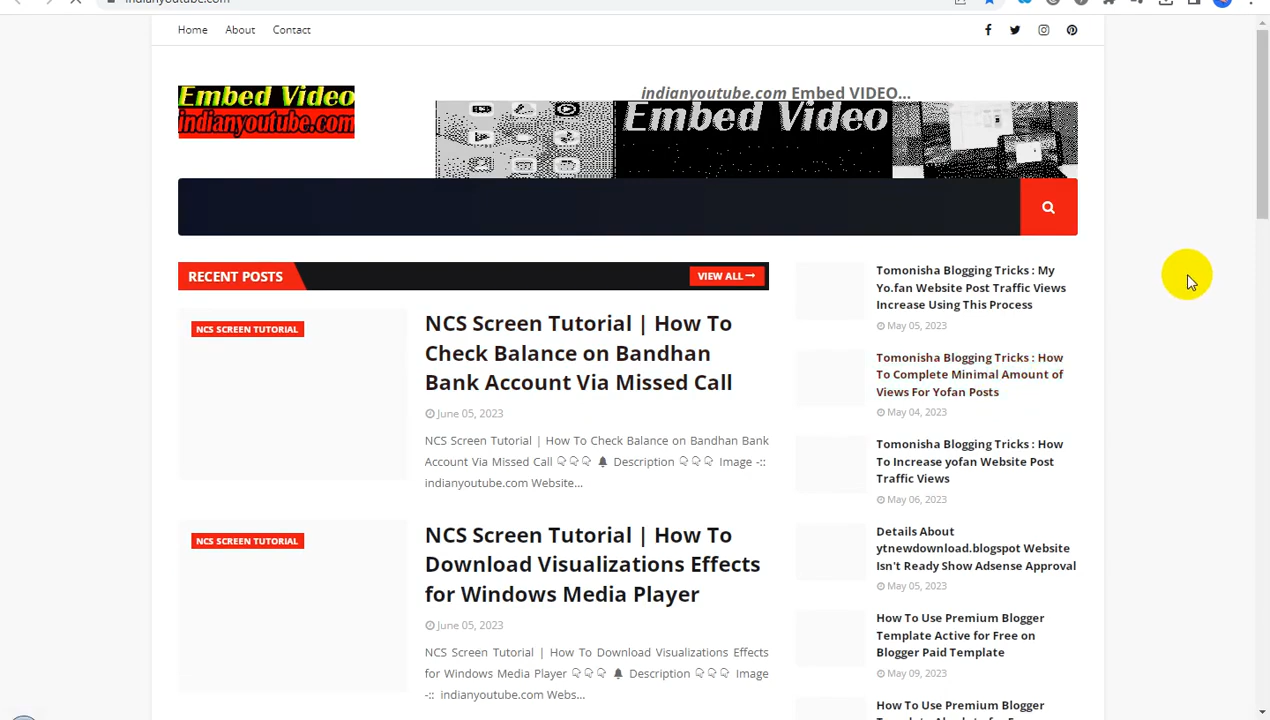 indianyoutube.com
Home About Contact
Embed Video
indianyoutube.com
indianyoutube.com Embed VIDEO...
Embed Video
RECENT POSTS
VIEW ALL
NCS SCREEN TUTORIAL
NCS Screen Tutorial | How To
Check Balance on Bandhan
Bank Account Via Missed Call
June 05, 2023
NCS Screen Tutorial | How To Check Balance on Bandhan Bank
Account Via Missed Call 👇👇👇 🔔 Description 👇👇👇 Image -::
indianyoutube.com Website...
NCS SCREEN TUTORIAL
NCS Screen Tutorial | How To
Download Visualizations Effects
for Windows Media Player
June 05, 2023
NCS Screen Tutorial | How To Download Visualizations Effects
for Windows Media Player 👇👇👇 🔔 Description 👇👇👇 Image
-:: indianyoutube.com Webs...
Tomonisha Blogging Tricks : My
Yo.fan Website Post Traffic Views
Increase Using This Process
May 05, 2023
Tomonisha Blogging Tricks : How
To Complete Minimal Amount of
Views For Yofan Posts
May 04, 2023
Tomonisha Blogging Tricks : How
To Increase yofan Website Post
Traffic Views
May 06, 2023
Details About
ytnewdownload.blogspot Website
Isn't Ready Show Adsense Approval
May 05, 2023
How To Use Premium Blogger
Template Active for Free on
Blogger Paid Template
May 09, 2023
How To Use Premium Blogger